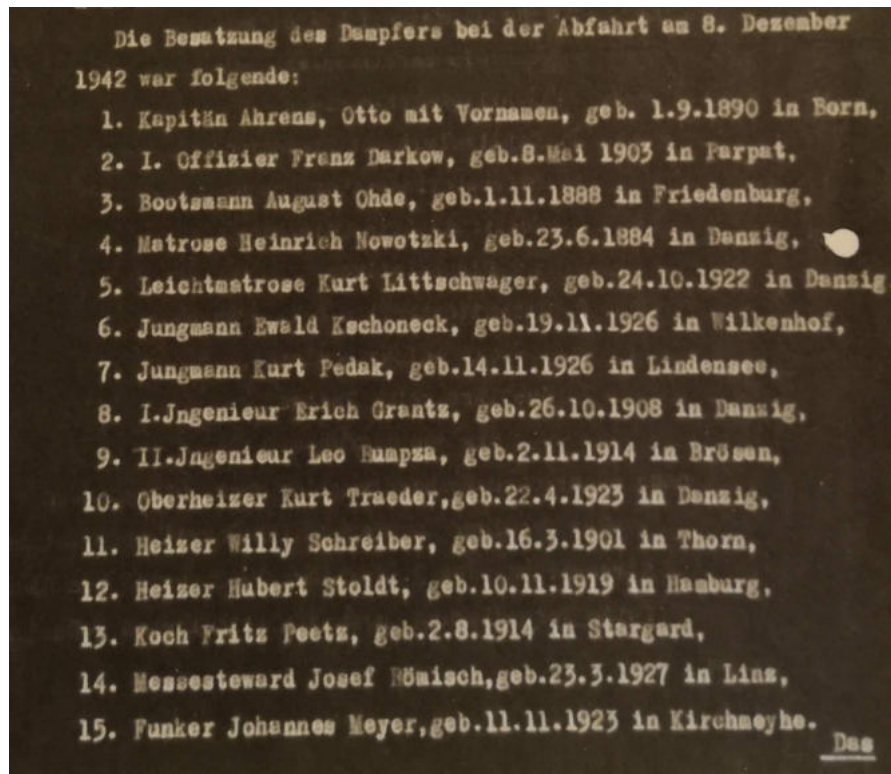 Die Besatzung des Dampfers bei der Abfahrt am 8. Dezember
1942 war folgende:
1. Kapitän Ahrens, Otto mit Vornamen, geb. 1.9.1890 in Born,
2. I. Offizier Franz Darkow, geb.8.Mai 1903 in Parpat,
3. Bootsmann August Ohde, geb.1.11.1888 in Friedenburg,
4. Matrose Heinrich Nowotzki, geb.23.6.1884 in Danzig,
5. Leichtmatrose Kurt Littschwager, geb.24.10.1922 in Danzig
6. Jungmann Ewald Kschoneck, geb.19.11.1926 in Wilkenhof,
7. Jungmann Kurt Pedak, geb.14.11.1926 in Lindensee,
8. I.Jngenieur Erich Grantz, geb.26.10.1908 in Danzig,
9. II.Jngenieur Leo Rumpza, geb.2.11.1914 in Brösen,
10. Oberheizer Kurt Traeder,geb.22.4.1923 in Danzig,
11. Heizer Willy Schreiber, geb.16.3.1901 in Thorn,
12. Heizer Hubert Stoldt, geb.10.11.1919 in Hamburg,
13. Koch Fritz Peetz, geb.2.8.1914 in Stargard,
14. Messesteward Josef Römisch,geb.23.3.1927 in Linz,
15. Funker Johannes Meyer,geb.11.11.1923 in Kirchweyhe.
Das